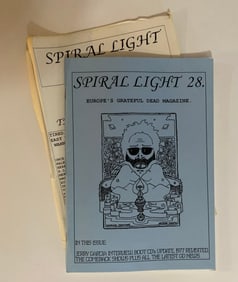 SPIRAL LIGHT
SPIRAL LIGHT 28.
EUROPE'S GRATEFUL DEAD MAGAZINE.
IN THIS ISSUE
JERRY GARCIA INTERVIEW, BOOT CD's UPDATE, 1977 REVISITED
THE COMEBACK SHOWS PLUS ALL THE LATEST GD NEWS